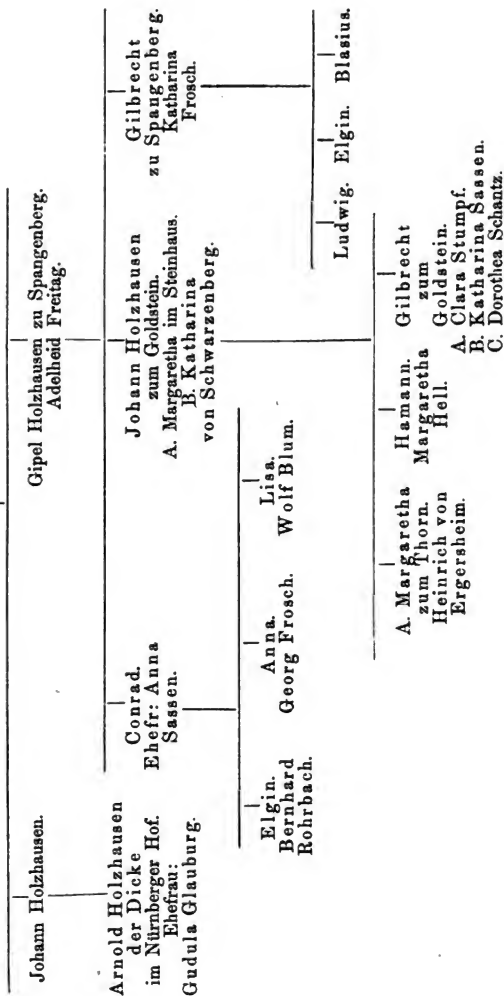 Johann Holzhausen.
Gipel Holzhausen zu Spangenberg.
Adelheid Freitag.
Arnold Holzhausen
der Dicke
im Nürnberger Hof.
Ehefrau:
Gudula Glauburg.
Conrad.
Ehefr: Anna
Sassen.
Johann Holzhausen
zum Goldstein.
A. Margaretha im Steinhaus.
B. Katharina
von Schwarzenberg.
Gilbrecht
zu Spangenberg.
Katharina
Frosch.
Elgin.
Bernhard
Rohrbach.
Anna.
Georg Frosch.
Lisa.
Wolf Blum.
Ludwig.
Elgin.
Blasius.
A. Margaretha
zum Thorn.
Heinrich von
Ergersheim.
Hamann.
Margaretha
Hell.
Gilbrecht
zum
Goldstein.
A. Clara Stumpf.
B. Katharina Sassen.
C. Dorothea Schantz.